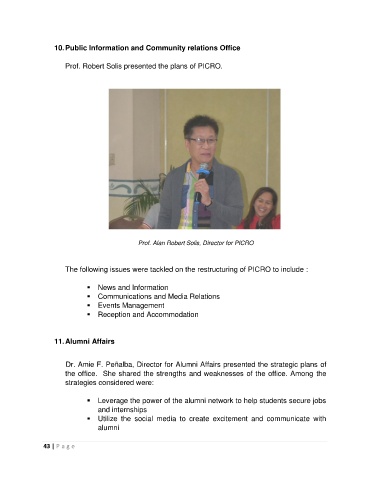 10. Public Information and Community relations Office
Prof. Robert Solis presented the plans of PICRO.
Prof. Alan Robert Solis, Director for PICRO
The following issues were tackled on the restructuring of PICRO to include :
▪ News and Information
▪ Communications and Media Relations
▪ Events Management
▪ Reception and Accommodation
11. Alumni Affairs
Dr. Amie F. Peñalba, Director for Alumni Affairs presented the strategic plans of
the office. She shared the strengths and weaknesses of the office. Among the
strategies considered were:
▪ Leverage the power of the alumni network to help students secure jobs
and internships
▪ Utilize the social media to create excitement and communicate with
alumni
43 | Page